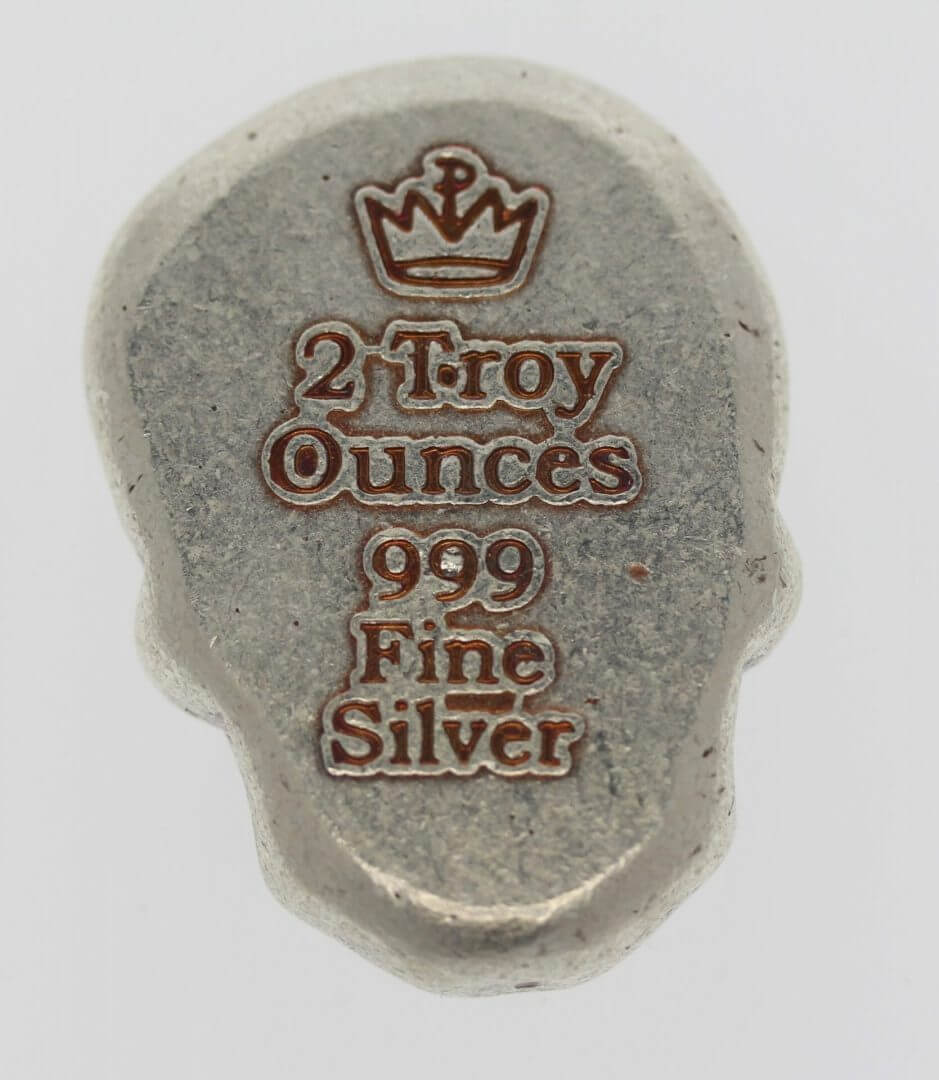 P
2 Troy
Ounces
999
Fine
Silver